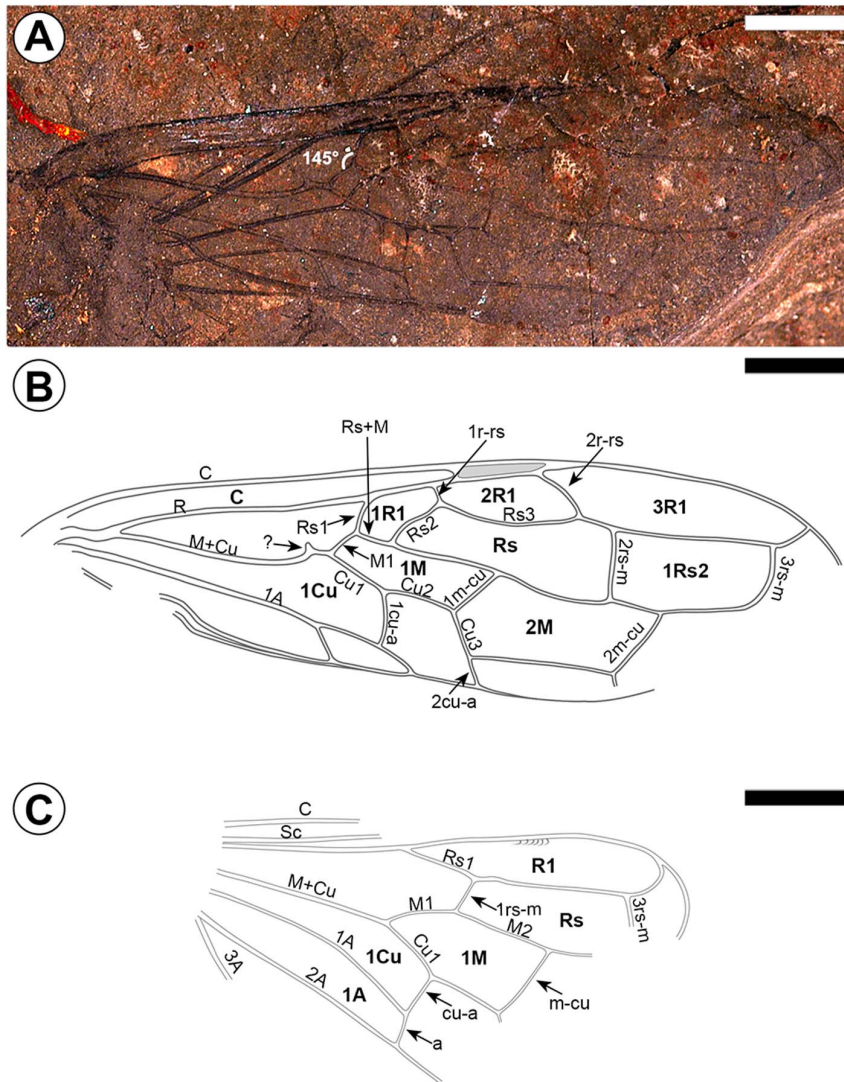 A
145°
B
Rs+M
1r-rs
2r-rs
C
C
R
1R1
2R1
3R1
Rs1
Rs2
Rs3
M+Cu
?
M1
1M
Rs
2rs-m
1Rs2
3rs-m
1Cu
Cu1
Cu2
1m-cu
1A
1cu-a
Cu3
2M
2m-cu
2cu-a
C
C
Sc
Rs1
R1
M+Cu
M1
1rs-m
Rs
3rs-m
M2
1A
1Cu
Cu1
1M
3A
2A
1A
cu-a
m-cu
a